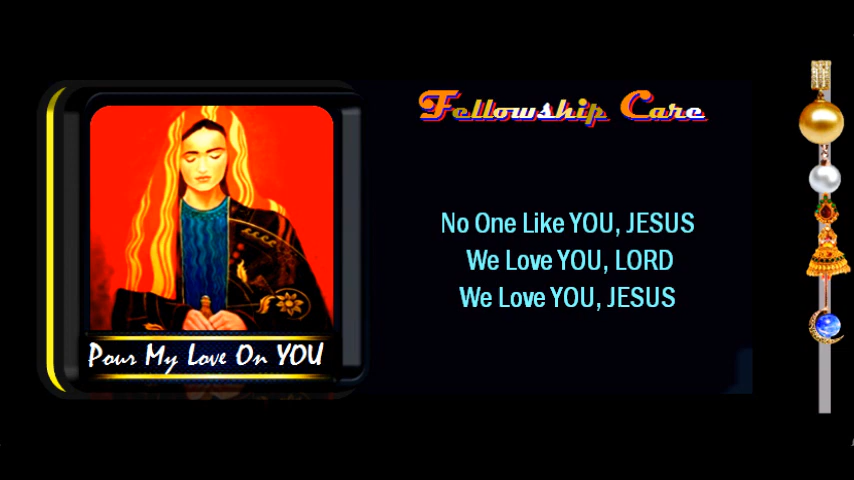 Fellowship Care
No One Like YOU, JESUS
We Love YOU, LORD
We Love YOU, JESUS
Pour My Love On YOU